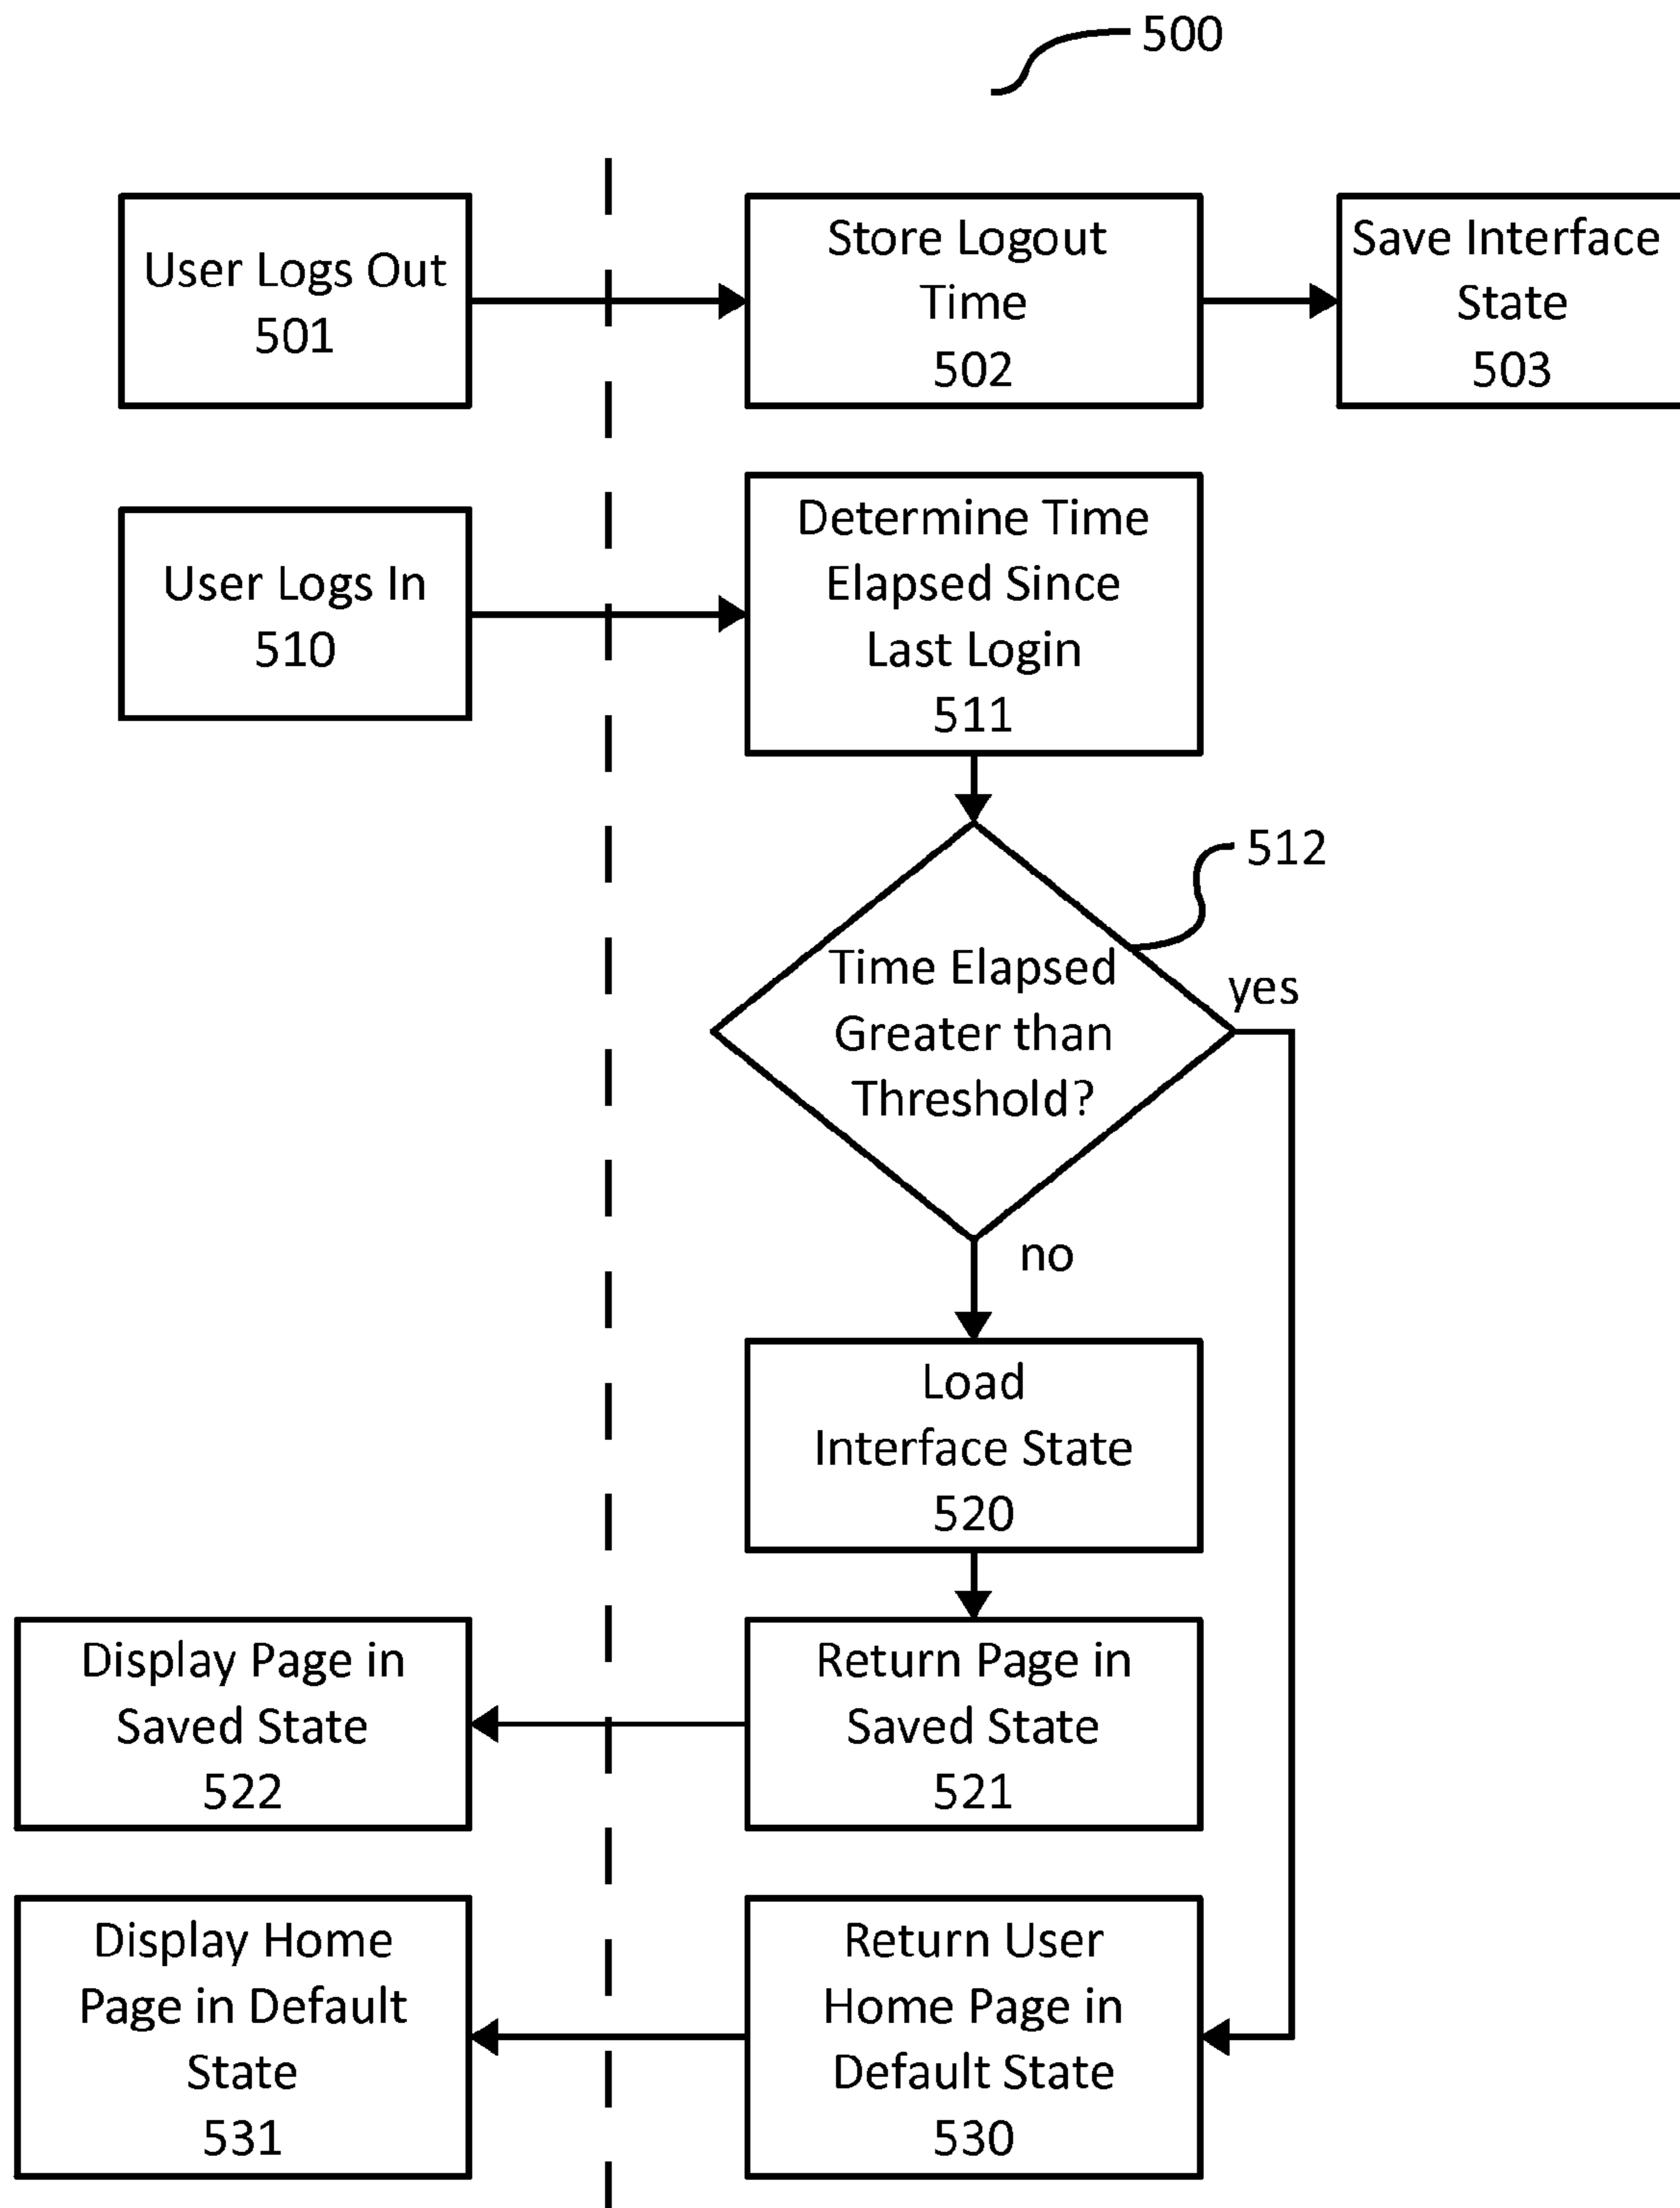 500
User Logs Out
501
Store Logout
Time
502
Save Interface
State
503
User Logs In
510
Determine Time
Elapsed Since
Last Login
511
512
Time Elapsed
Greater than
Threshold?
yes
no
Load
Interface State
520
Display Page in
Saved State
522
Return Page in
Saved State
521
Display Home
Page in Default
State
531
Return User
Home Page in
Default State
530